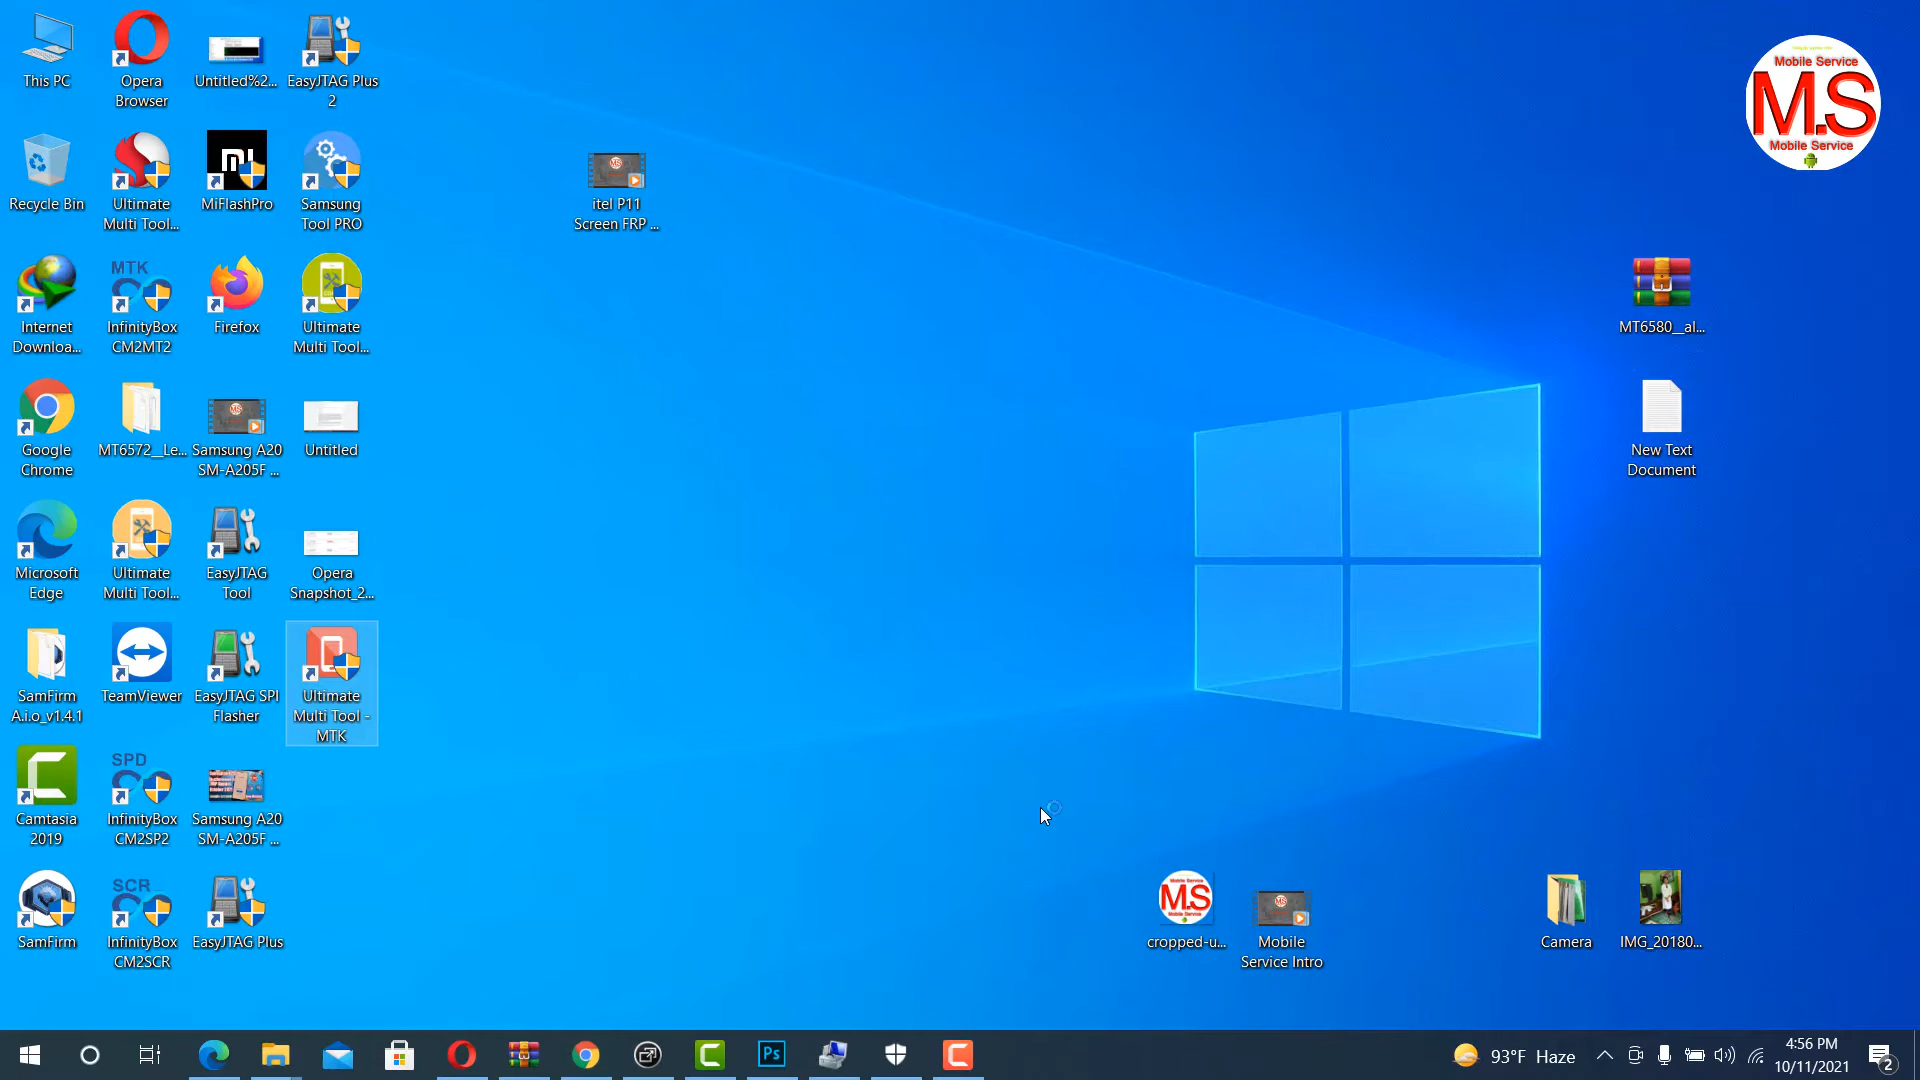 This PC
Opera
Browser
Untitled%2...
EasyJTAG Plus
2
Recycle Bin
Ultimate
Multi Tool...
MiFlashPro
Samsung
Tool PRO
itel P11
Screen FRP ...
Mobile Service
M.S
Mobile Service
Internet
Downloa...
MTK
InfinityBox
CM2MT2
Firefox
Ultimate
Multi Tool...
MT6580__al...
Google
Chrome
MT6572__Le...
Samsung A20
SM-A205F ...
Untitled
New Text
Document
Microsoft
Edge
Ultimate
Multi Tool...
EasyJTAG
Tool
Opera
Snapshot_2...
SamFirm
A.i.o_v1.4.1
TeamViewer
EasyJTAG SPI
Flasher
Ultimate
Multi Tool -
MTK
Camtasia
2019
SPD
InfinityBox
CM2SP2
Samsung A20
SM-A205F ...
SamFirm
SCR
InfinityBox
CM2SCR
EasyJTAG Plus
M.S
cropped-u...
Mobile
Service Intro
Camera
IMG_20180...
Ps
93°F Haze
4:56 PM
10/11/2021
2